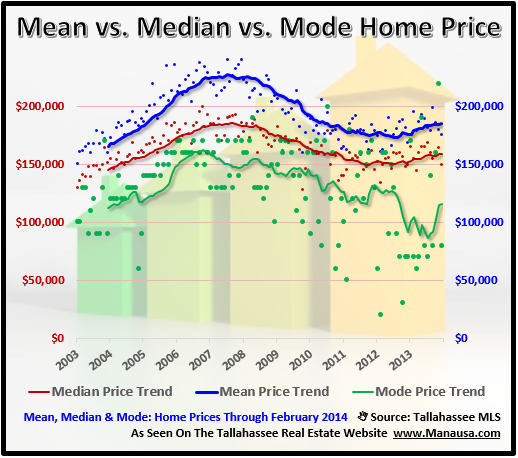 Mean vs. Median vs. Mode Home Price
$200,000 $200,000
$150,000 $150,000
$100,000 $100,000
$50,000 $50,000
$0 $0
2003 2004 2005 2006 2007 2008 2009 2010 2011 2012 2013
Median Price Trend Mean Price Trend Mode Price Trend
Mean, Median & Mode: Home Prices Through February 2014 Source: Tallahassee MLS
As Seen On The Tallahassee Real Estate Website www.Manausa.com